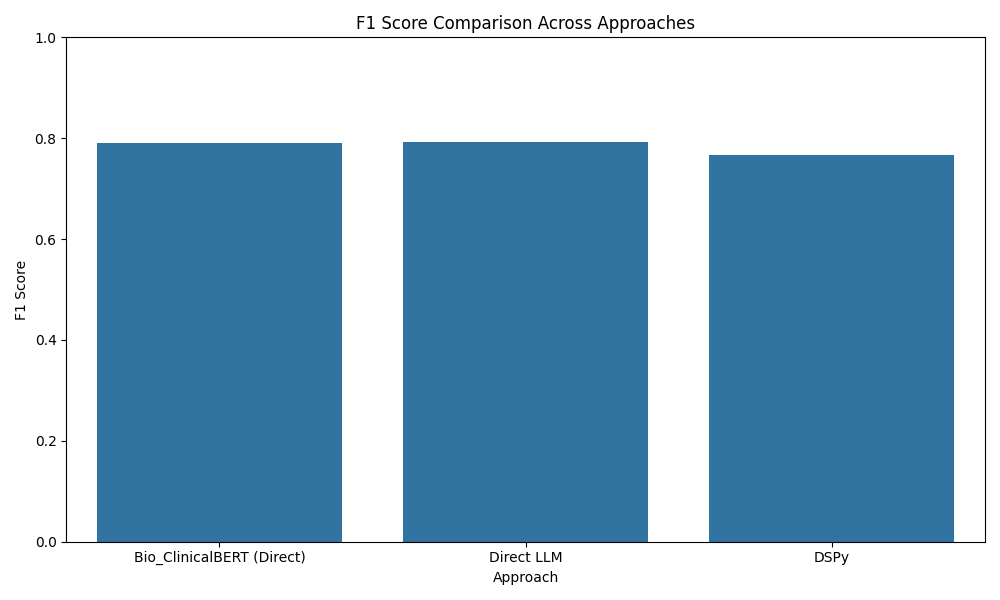 F1 Score Comparison Across Approaches
1.0
0.8
0.6
0.4
0.2
0.0
F1 Score
Bio_ClinicalBERT (Direct)
Direct LLM
DSPy
Approach